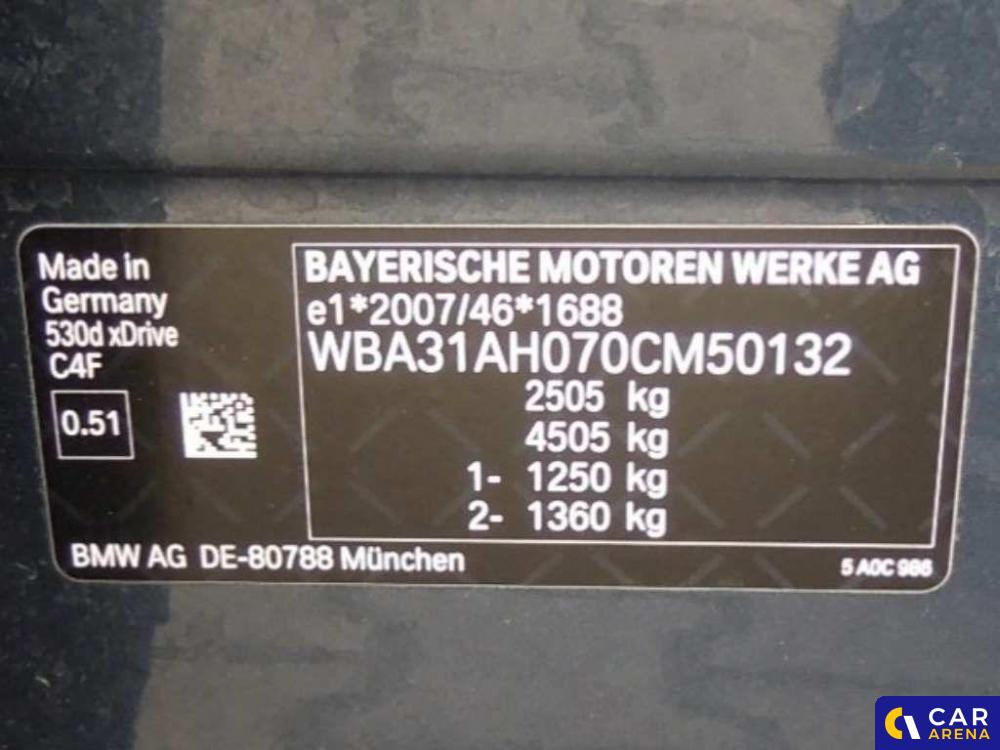 Made in
Germany
530d xDrive
C4F
0.51
BAYERISCHE MOTOREN WERKE AG
e1*2007/46*1688
WBA31AH070CM50132
2505 kg
4505 kg
1- 1250 kg
2- 1360 kg
BMW AG DE-80788 München
5 A0C 986
CAR
ARENA